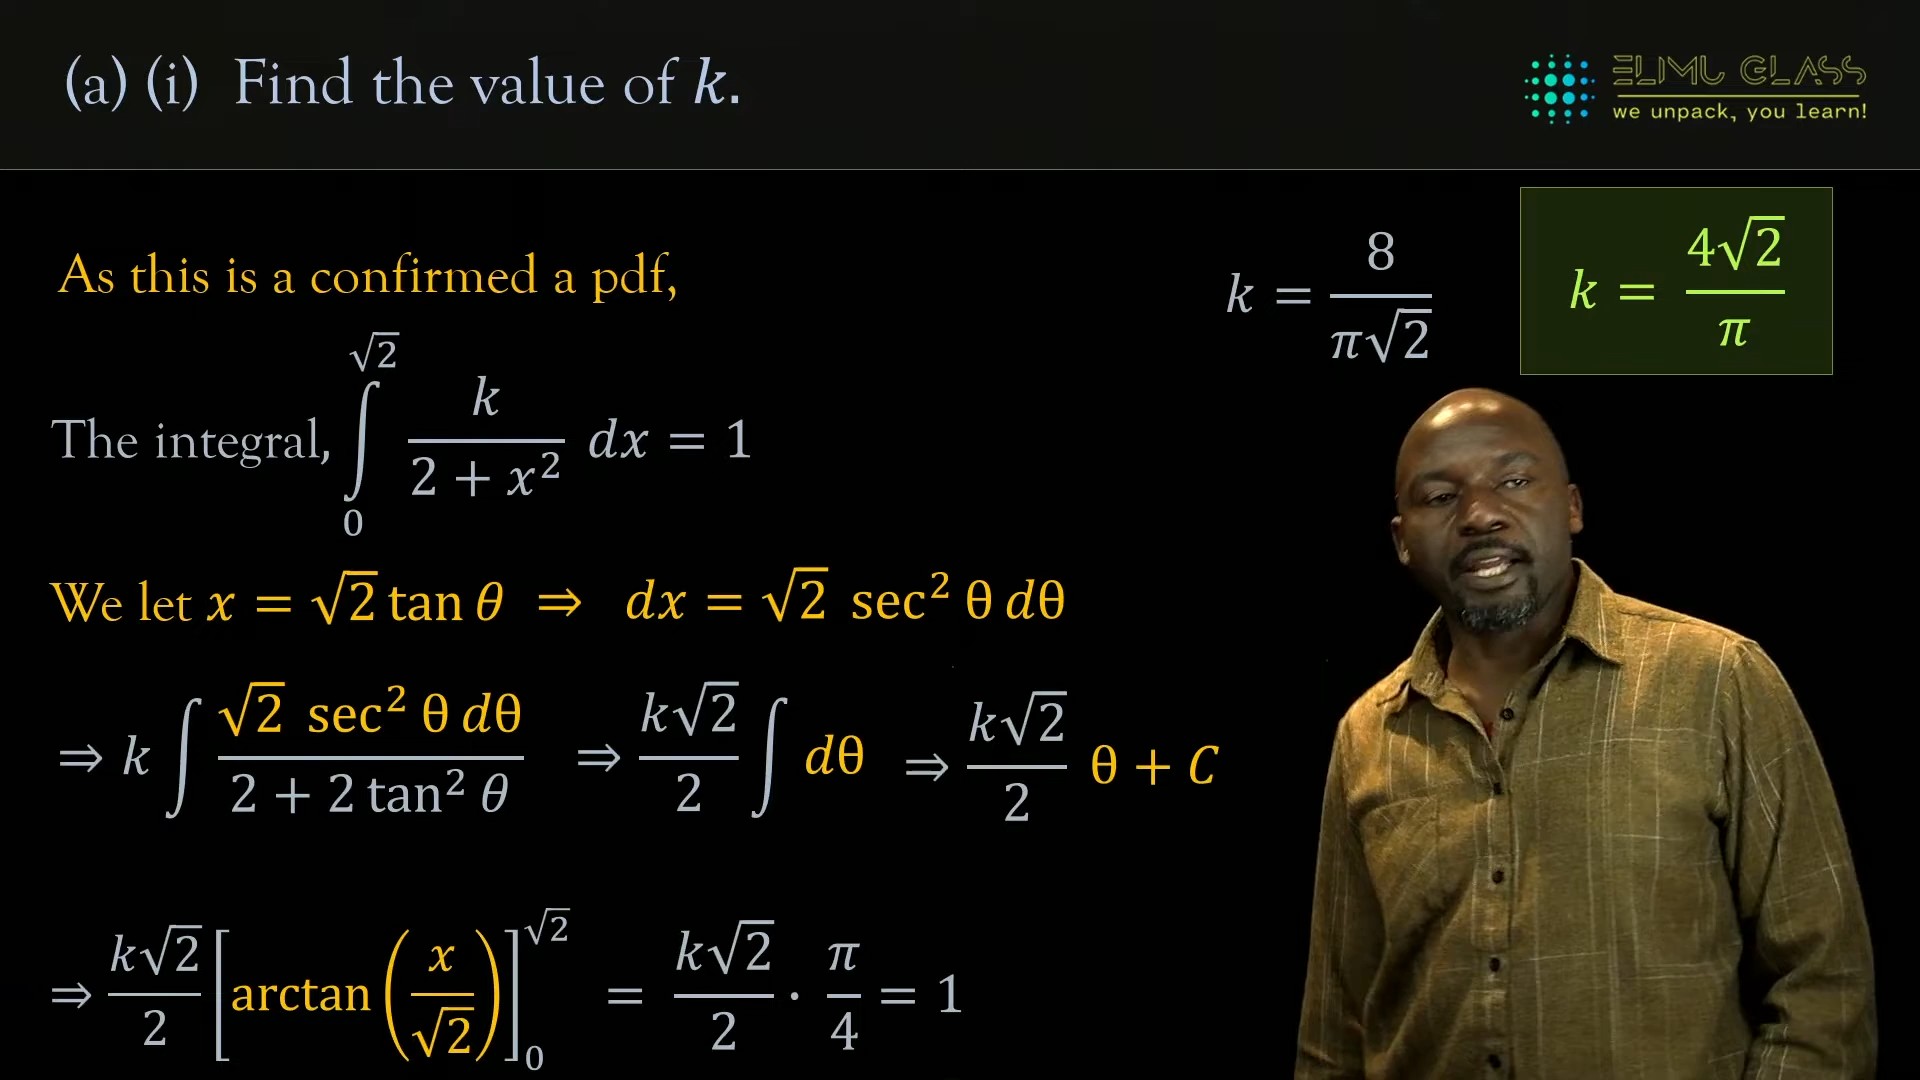 (a) (i) Find the value of k.
ELIMU GLASS
we unpack, you learn!
As this is a confirmed a pdf,
k = 8/(π√2)
k = 4√2/π
The integral, ∫₀^√2 k/(2 + x²) dx = 1
We let x = √2 tan θ ⇒ dx = √2 sec² θ dθ
⇒ k ∫ (√2 sec² θ dθ)/(2 + 2 tan² θ) ⇒ k√2/2 ∫ dθ ⇒ k√2/2 θ + C
⇒ k√2/2 [arctan (x/√2)]₀^√2 = k√2/2 · π/4 = 1